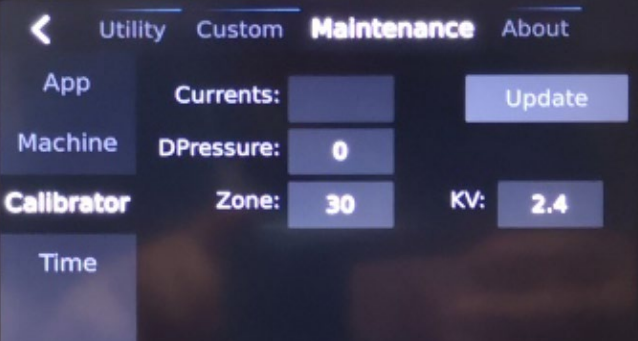 Utility Custom Maintenance About
App
Currents: Update
Machine
DPressure: 0
Calibrator
Zone: 30 KV: 2.4
Time